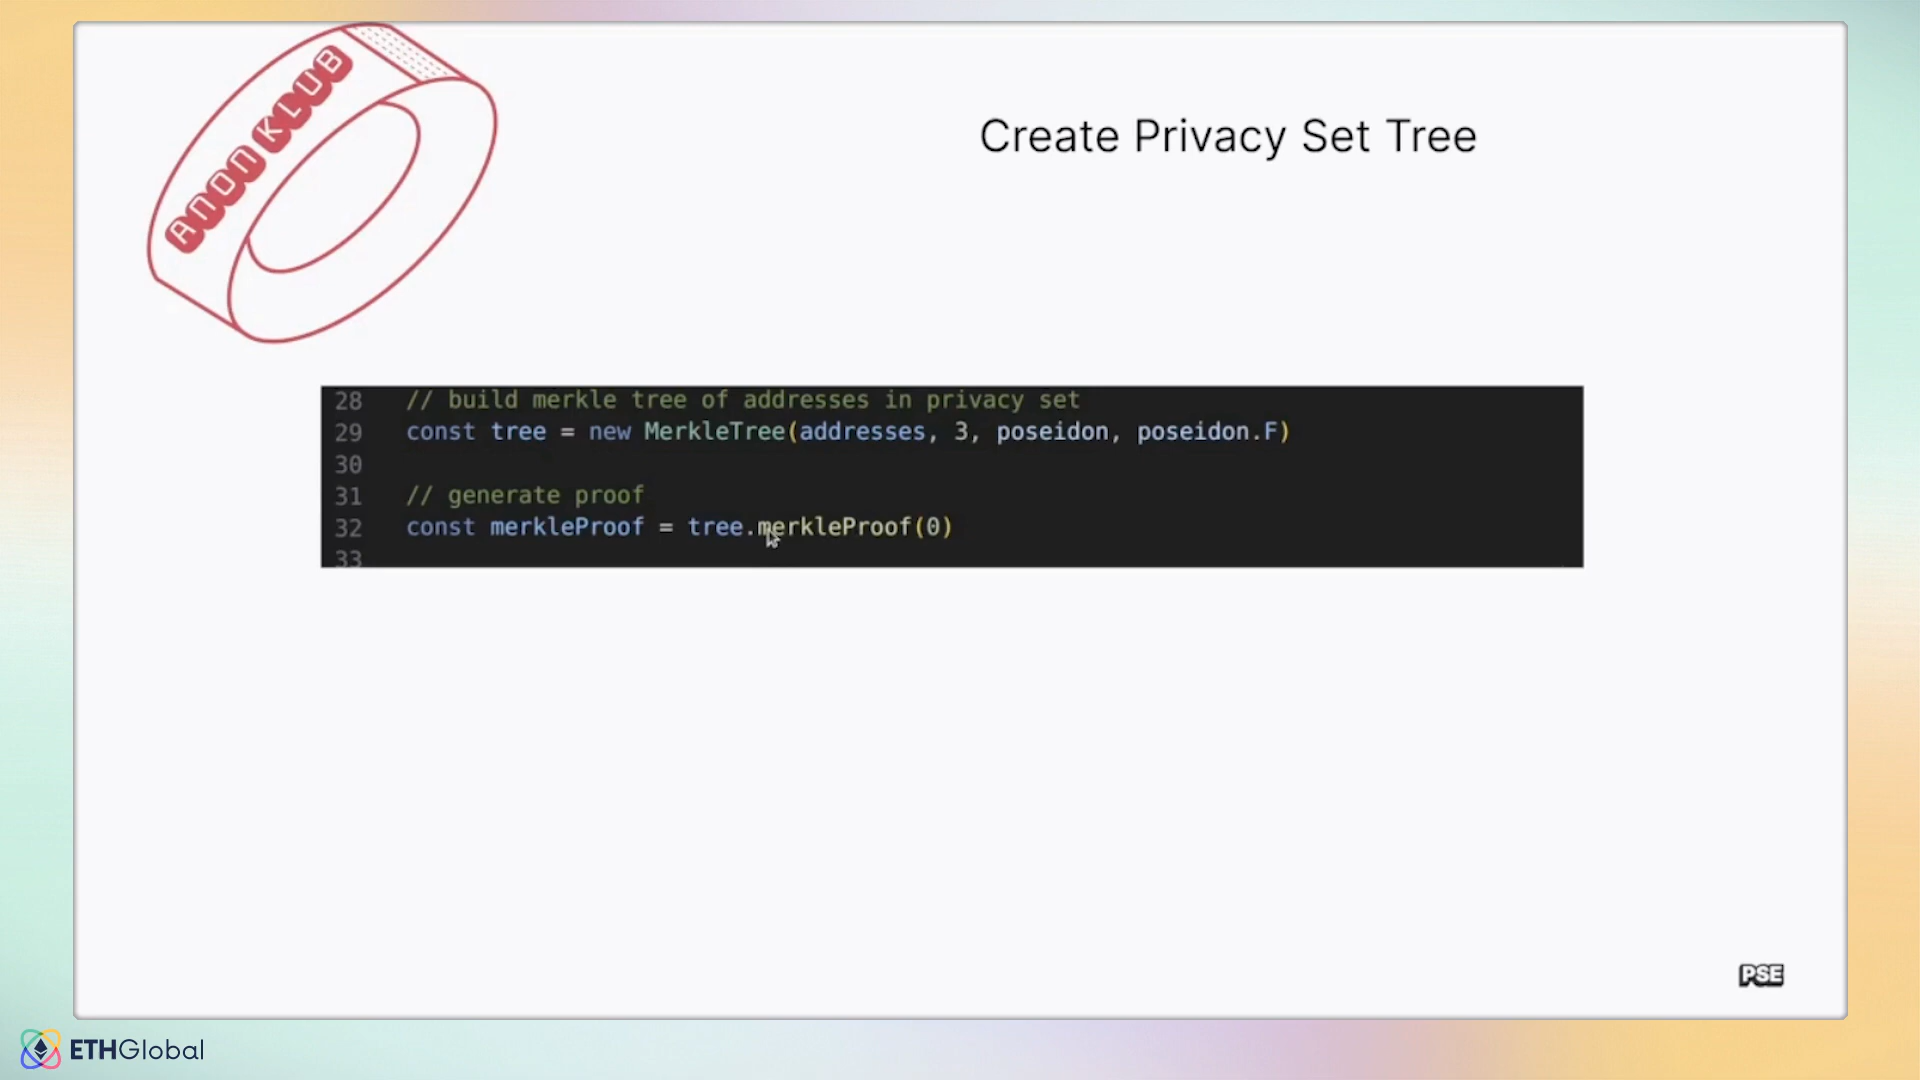 ANON KLUB
Create Privacy Set Tree
28 // build merkle tree of addresses in privacy set
29 const tree = new MerkleTree(addresses, 3, poseidon, poseidon.F)
30
31 // generate proof
32 const merkleProof = tree.merkleProof(0)
33
PSE
ETHGlobal